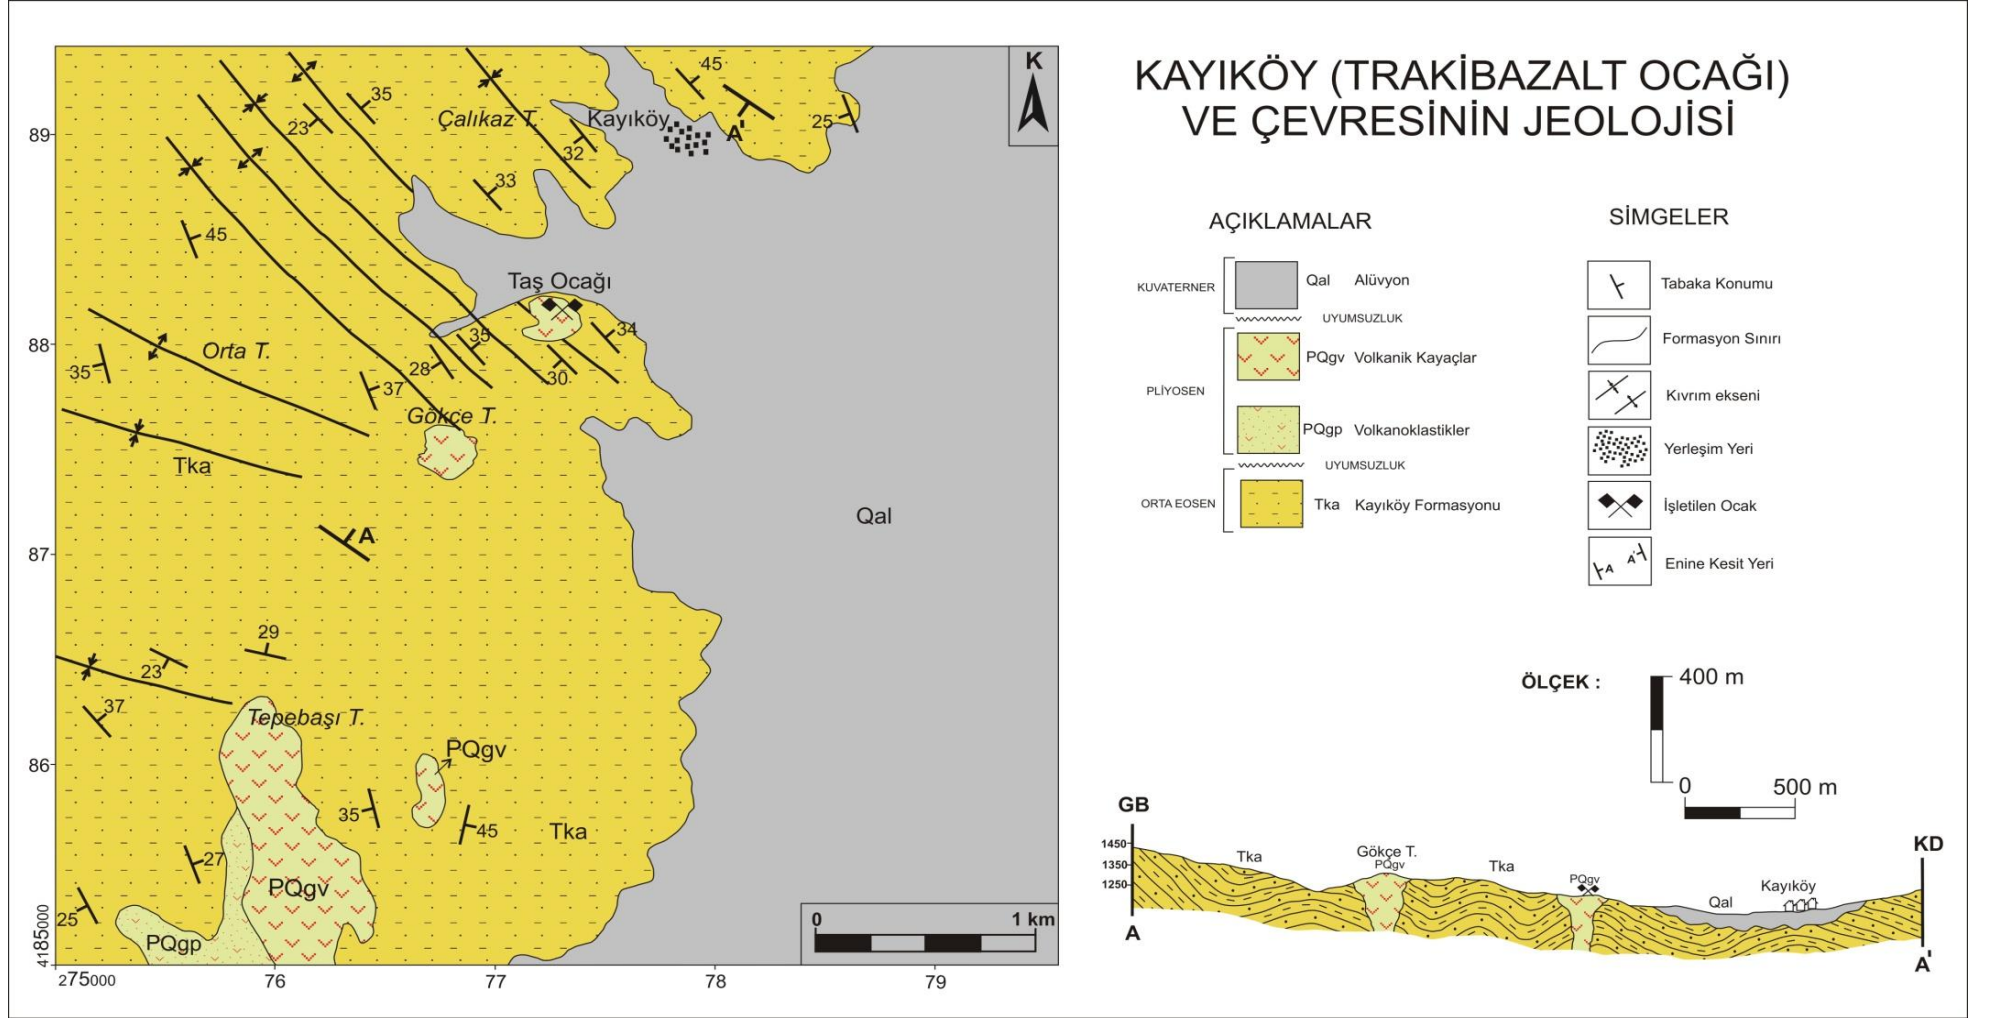 KAYIKÖY (TRAKİBAZALT OCAĞI)
VE ÇEVRESİNİN JEOLOJİSİ
K
45
35
23
Çalıkaz T.
Kayıköy
A'
25
89
32
33
45
Taş Ocağı
35
34
88
Orta T.
35
28
30
37
Gökçe T.
Tka
Qal
A
87
29
23
37
Tepebaşı T.
PQgv
86
35
45
Tka
27
PQgv
25
PQgp
0 1 km
4185000
275000 76 77 78 79
AÇIKLAMALAR
KUVATERNER
Qal Alüvyon
UYUMSUZLUK
PLİYOSEN
PQgv Volkanik Kayaçlar
PQgp Volkanoklastikler
UYUMSUZLUK
ORTA EOSEN
Tka Kayıköy Formasyonu
SİMGELER
Tabaka Konumu
Formasyon Sınırı
Kıvrım ekseni
Yerleşim Yeri
İşletilen Ocak
A A'
Enine Kesit Yeri
ÖLÇEK :
400 m
0 500 m
GB
KD
1450
1350
1250
Tka
Gökçe T.
PQgv
Tka
PQgv
Qal
Kayıköy
A
A'